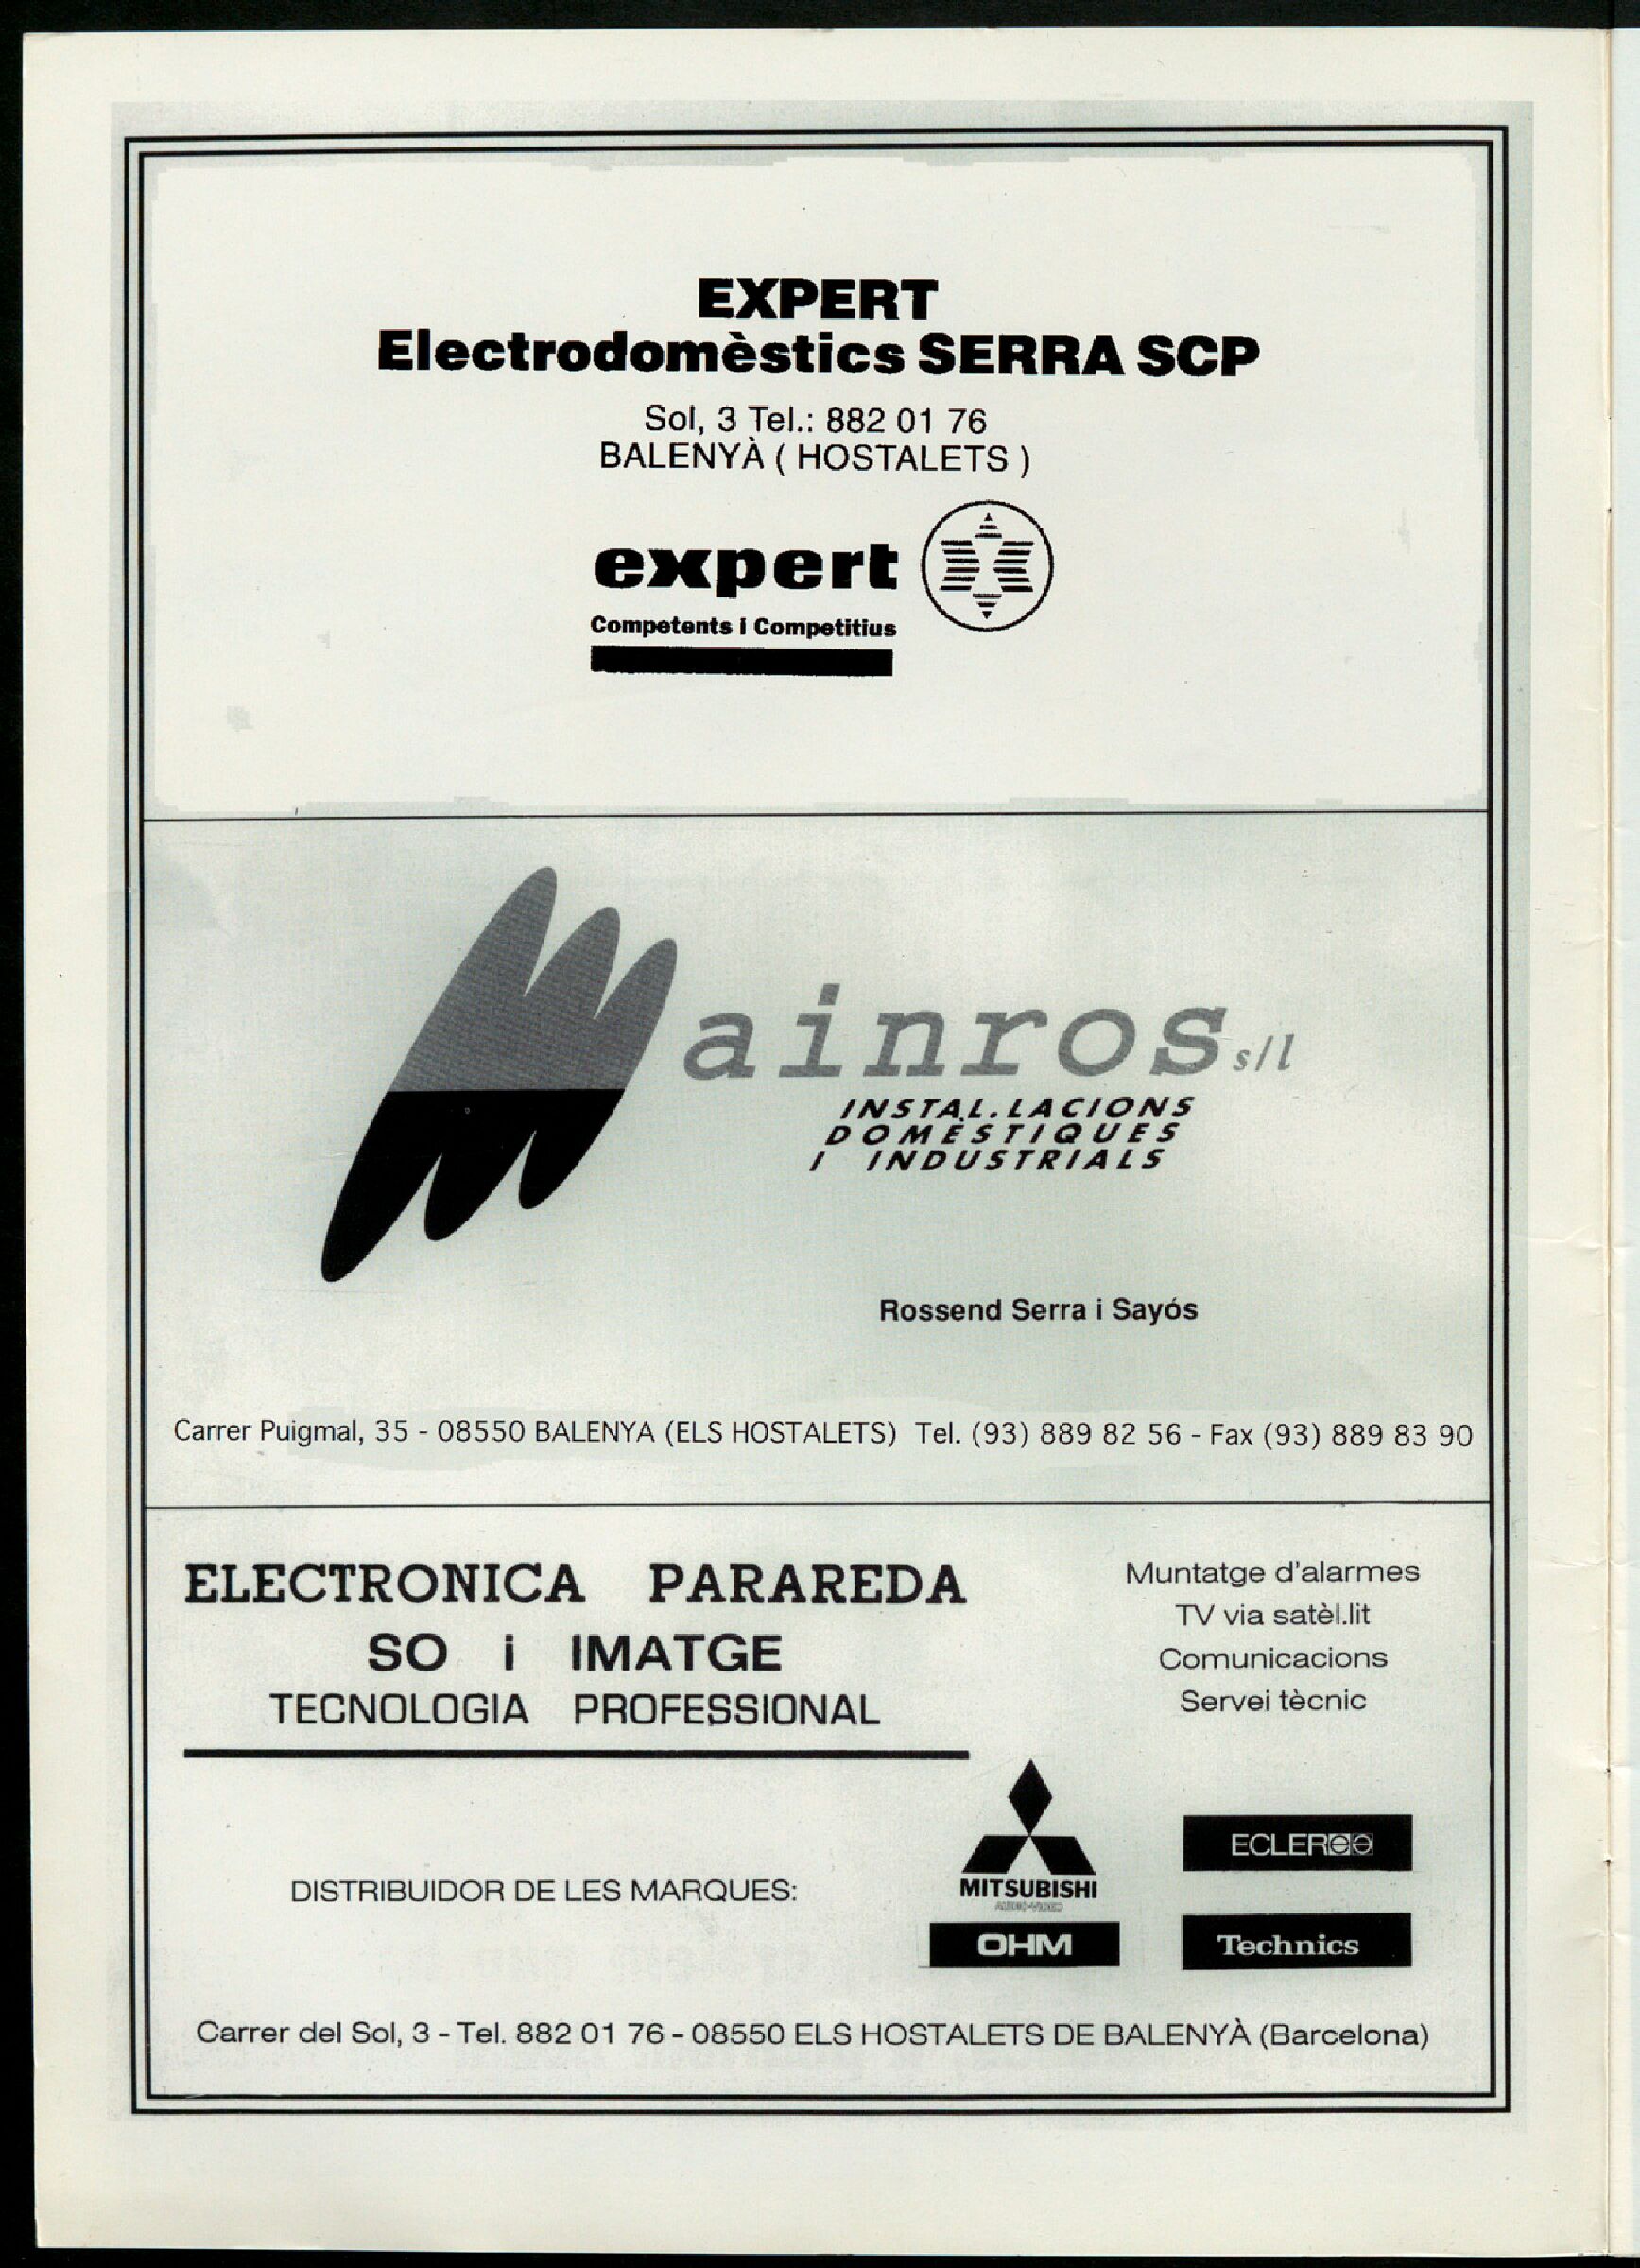 EXPERT
Electrodomèstics SERRA SCP
Sol, 3 Tel.: 882 01 76
BALENYÀ ( HOSTALETS )
expert
Competents i Competitius
ainros s/l
INSTAL.LACIONS
DOMÈSTIQUES
I INDUSTRIALS
Rossend Serra i Sayós
Carrer Puigmal, 35 - 08550 BALENYA (ELS HOSTALETS) Tel. (93) 889 82 56 - Fax (93) 889 83 90
ELECTRONICA PARAREDA
SO i IMATGE
TECNOLOGIA PROFESSIONAL
Muntatge d'alarmes
TV via satèl.lit
Comunicacions
Servei tècnic
DISTRIBUIDOR DE LES MARQUES:
MITSUBISHI
AUDIO-VIDEO
ECLER
OHM
Technics
Carrer del Sol, 3 - Tel. 882 01 76 - 08550 ELS HOSTALETS DE BALENYÀ (Barcelona)